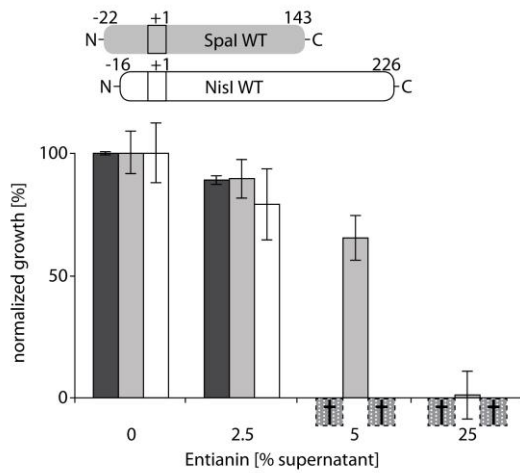 -22 +1 143
N- SpaI WT -C
-16 +1 226
N- NisI WT -C
normalized growth [%]
100
50
0
0 2.5 5 25
Entianin [% supernatant]